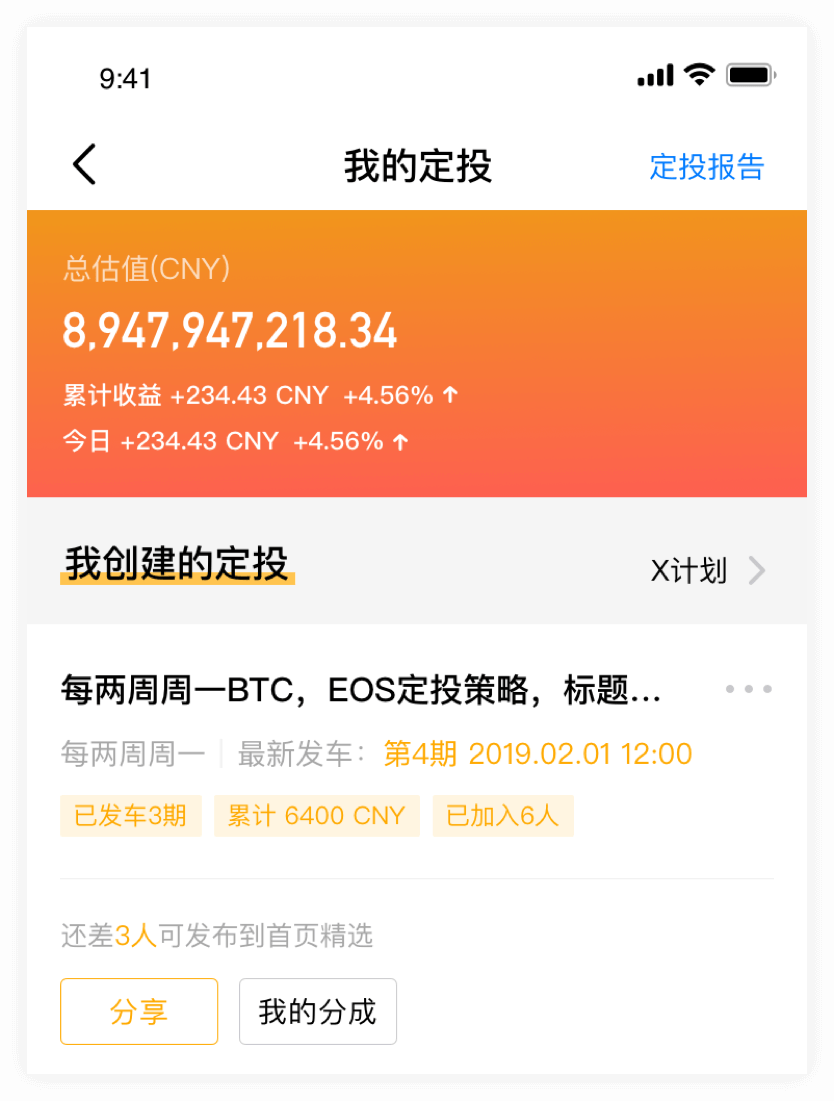 9:41
我的定投 定投报告
总估值(CNY)
8,947,947,218.34
累计收益 +234.43 CNY +4.56% ↑
今日 +234.43 CNY +4.56% ↑
我创建的定投 X计划
每两周周一BTC，EOS定投策略，标题...
每两周周一 最新发车： 第4期 2019.02.01 12:00
已发车3期 累计 6400 CNY 已加入6人
还差3人可发布到首页精选
分享 我的分成